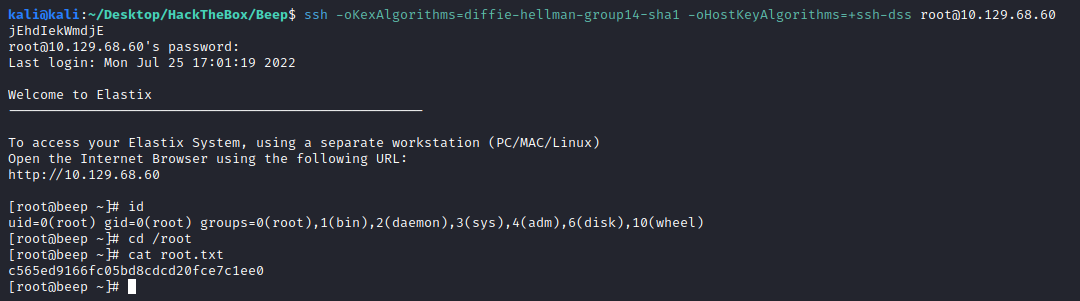 kali@kali:~/Desktop/HackTheBox/Beep$ ssh -oKexAlgorithms=diffie-hellman-group14-sha1 -oHostKeyAlgorithms=+ssh-dss root@10.129.68.60
jEhdIekWmdjE
root@10.129.68.60's password:
Last login: Mon Jul 25 17:01:19 2022
Welcome to Elastix
----------------------------------------------------
To access your Elastix System, using a separate workstation (PC/MAC/Linux)
Open the Internet Browser using the following URL:
http://10.129.68.60
[root@beep ~]# id
uid=0(root) gid=0(root) groups=0(root),1(bin),2(daemon),3(sys),4(adm),6(disk),10(wheel)
[root@beep ~]# cd /root
[root@beep ~]# cat root.txt
c565ed9166fc05bd8cdcd20fce7c1ee0
[root@beep ~]#